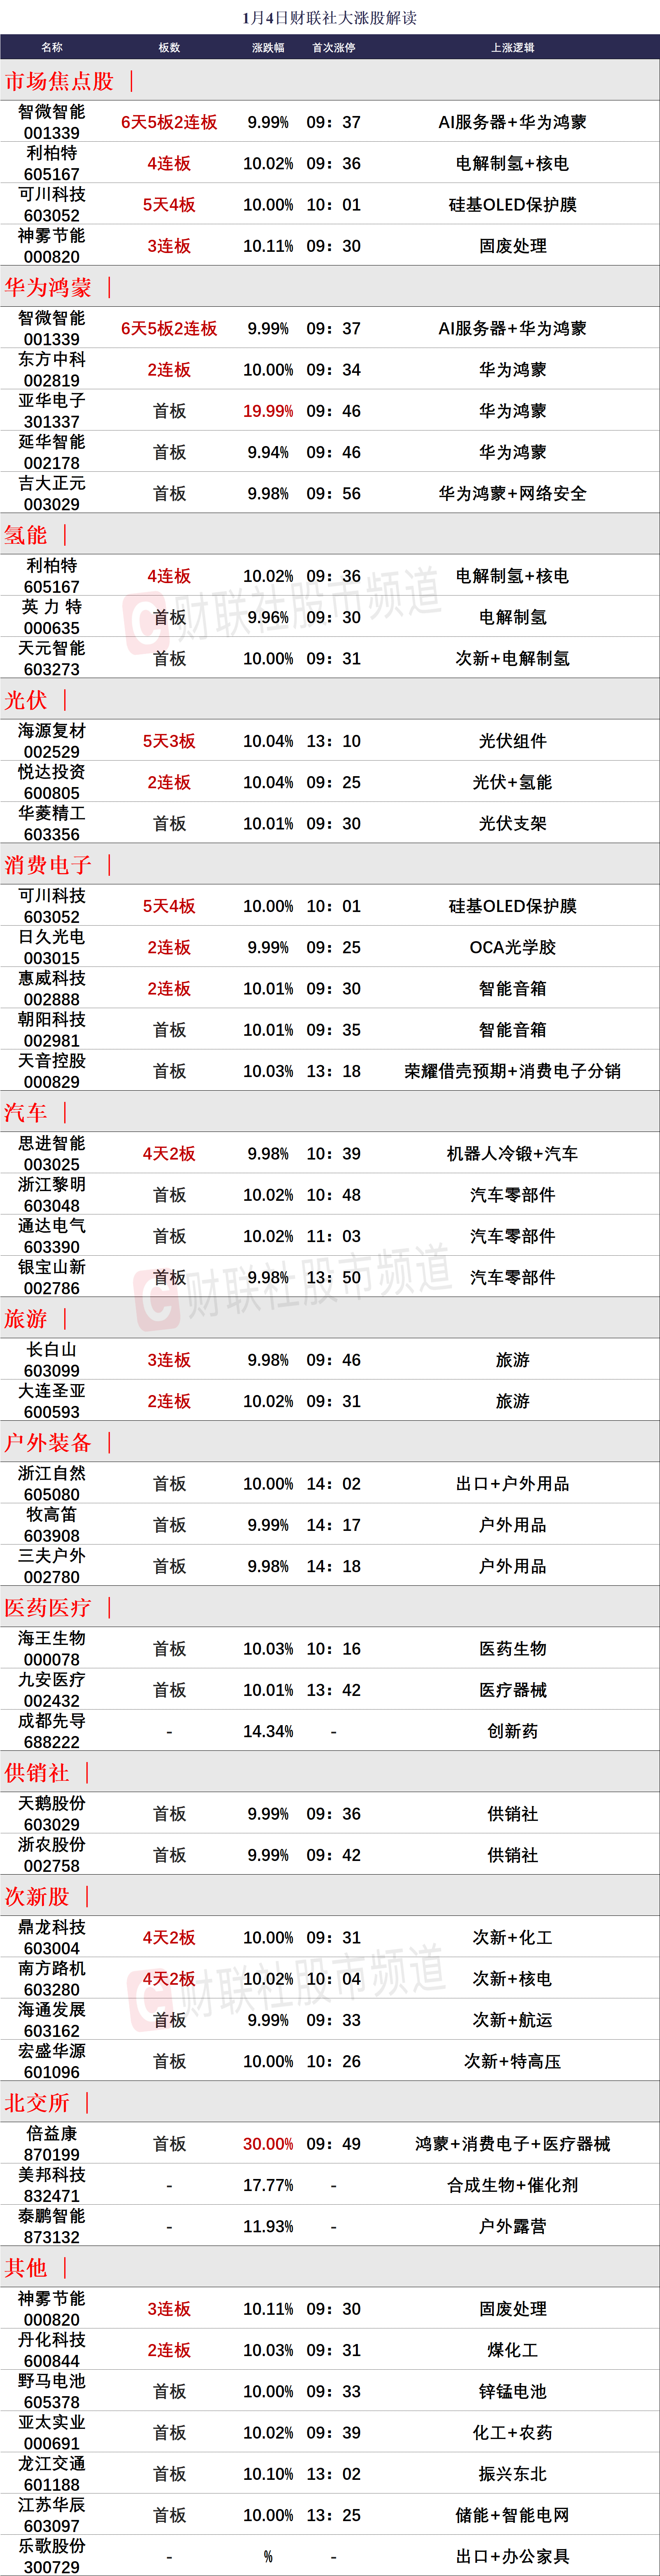 1月4日财联社大涨股解读
名称 板数 涨跌幅 首次涨停 上涨逻辑
市场焦点股 |
智微智能
001339 6天5板2连板 9.99% 09：37 AI服务器+华为鸿蒙
利柏特
605167 4连板 10.02% 09：36 电解制氢+核电
可川科技
603052 5天4板 10.00% 10：01 硅基OLED保护膜
神雾节能
000820 3连板 10.11% 09：30 固废处理
华为鸿蒙 |
智微智能
001339 6天5板2连板 9.99% 09：37 AI服务器+华为鸿蒙
东方中科
002819 2连板 10.00% 09：34 华为鸿蒙
亚华电子
301337 首板 19.99% 09：46 华为鸿蒙
延华智能
002178 首板 9.94% 09：46 华为鸿蒙
吉大正元
003029 首板 9.98% 09：56 华为鸿蒙+网络安全
氢能 |
利柏特
605167 4连板 10.02% 09：36 电解制氢+核电
英 力 特
000635 首板 9.96% 09：30 电解制氢
天元智能
603273 首板 10.00% 09：31 次新+电解制氢
财联社股市频道
光伏 |
海源复材
002529 5天3板 10.04% 13：10 光伏组件
悦达投资
600805 2连板 10.04% 09：25 光伏+氢能
华菱精工
603356 首板 10.01% 09：30 光伏支架
消费电子 |
可川科技
603052 5天4板 10.00% 10：01 硅基OLED保护膜
日久光电
003015 2连板 9.99% 09：25 OCA光学胶
惠威科技
002888 2连板 10.01% 09：30 智能音箱
朝阳科技
002981 首板 10.01% 09：35 智能音箱
天音控股
000829 首板 10.03% 13：18 荣耀借壳预期+消费电子分销
汽车 |
思进智能
003025 4天2板 9.98% 10：39 机器人冷锻+汽车
浙江黎明
603048 首板 10.02% 10：48 汽车零部件
通达电气
603390 首板 10.02% 11：03 汽车零部件
银宝山新
002786 首板 9.98% 13：50 汽车零部件
财联社股市频道
旅游 |
长白山
603099 3连板 9.98% 09：46 旅游
大连圣亚
600593 2连板 10.02% 09：31 旅游
户外装备 |
浙江自然
605080 首板 10.00% 14：02 出口+户外用品
牧高笛
603908 首板 9.99% 14：17 户外用品
三夫户外
002780 首板 9.98% 14：18 户外用品
医药医疗 |
海王生物
000078 首板 10.03% 10：16 医药生物
九安医疗
002432 首板 10.01% 13：42 医疗器械
成都先导
688222 - 14.34% - 创新药
供销社 |
天鹅股份
603029 首板 9.99% 09：36 供销社
浙农股份
002758 首板 9.99% 09：42 供销社
次新股 |
鼎龙科技
603004 4天2板 10.00% 09：31 次新+化工
南方路机
603280 4天2板 10.02% 10：04 次新+核电
海通发展
603162 首板 9.99% 09：33 次新+航运
宏盛华源
601096 首板 10.00% 10：26 次新+特高压
财联社股市频道
北交所 |
倍益康
870199 首板 30.00% 09：49 鸿蒙+消费电子+医疗器械
美邦科技
832471 - 17.77% - 合成生物+催化剂
泰鹏智能
873132 - 11.93% - 户外露营
其他 |
神雾节能
000820 3连板 10.11% 09：30 固废处理
丹化科技
600844 2连板 10.03% 09：31 煤化工
野马电池
605378 首板 10.00% 09：33 锌锰电池
亚太实业
000691 首板 10.02% 09：39 化工+农药
龙江交通
601188 首板 10.10% 13：02 振兴东北
江苏华辰
603097 首板 10.00% 13：25 储能+智能电网
乐歌股份
300729 - % - 出口+办公家具